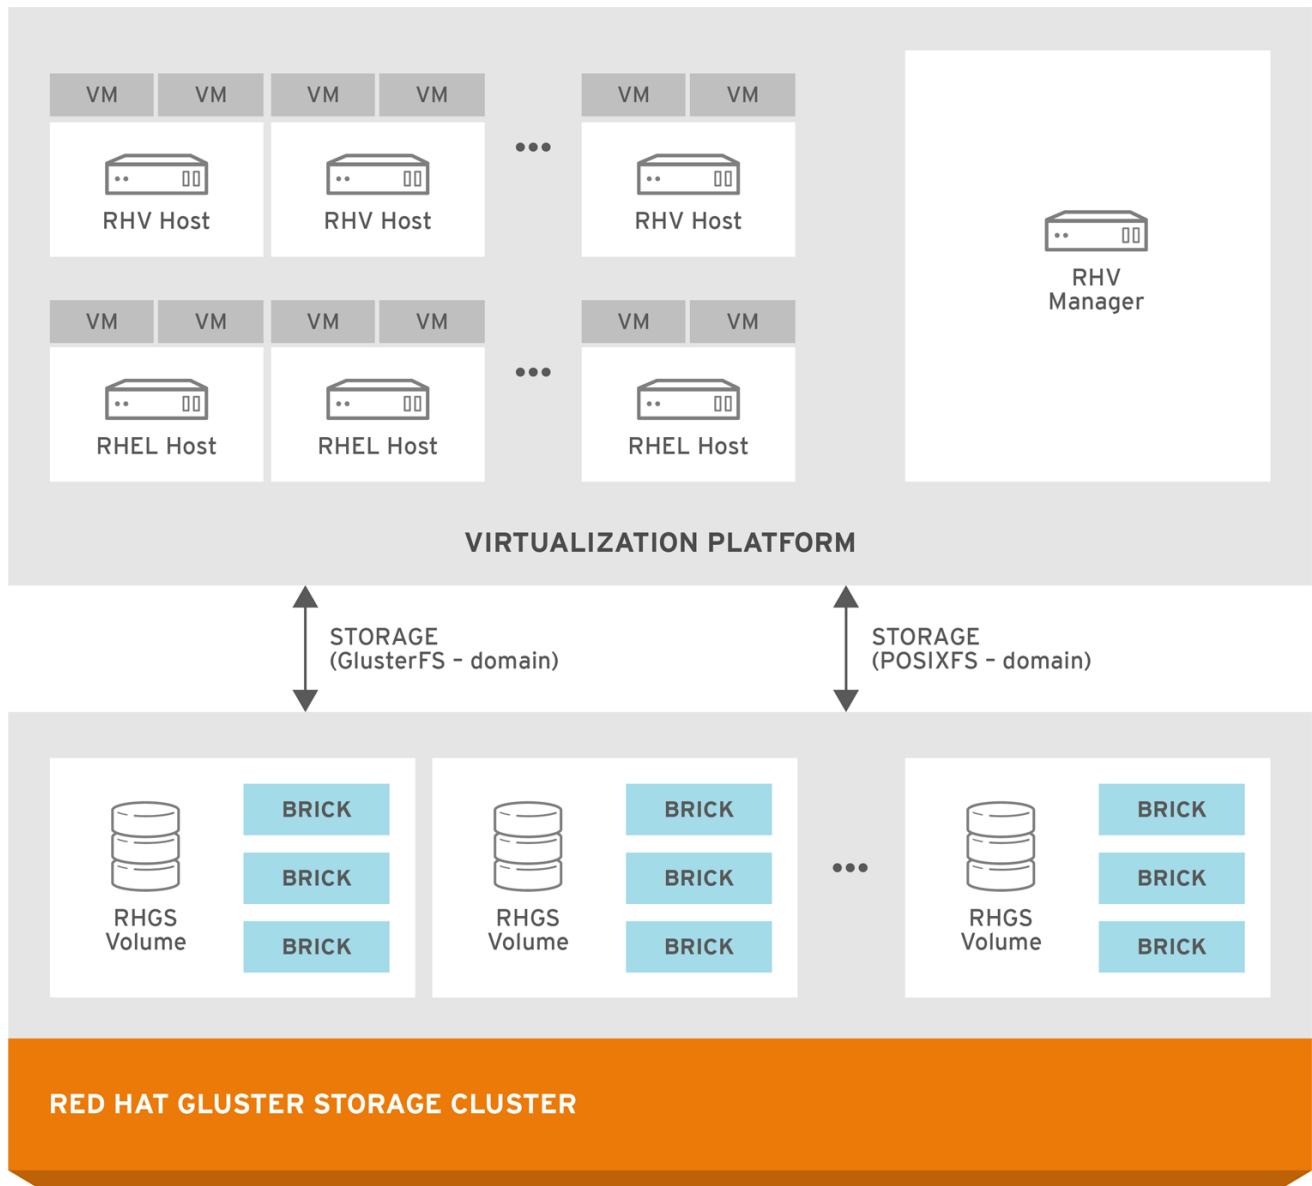 VM VM VM VM VM VM
RHV Host RHV Host ... RHV Host
RHV
Manager
VM VM VM VM VM VM
RHEL Host RHEL Host ... RHEL Host
VIRTUALIZATION PLATFORM
STORAGE
(GlusterFS – domain)
STORAGE
(POSIXFS – domain)
RHGS
Volume
BRICK
BRICK
BRICK
RHGS
Volume
BRICK
BRICK
BRICK
...
RHGS
Volume
BRICK
BRICK
BRICK
RED HAT GLUSTER STORAGE CLUSTER